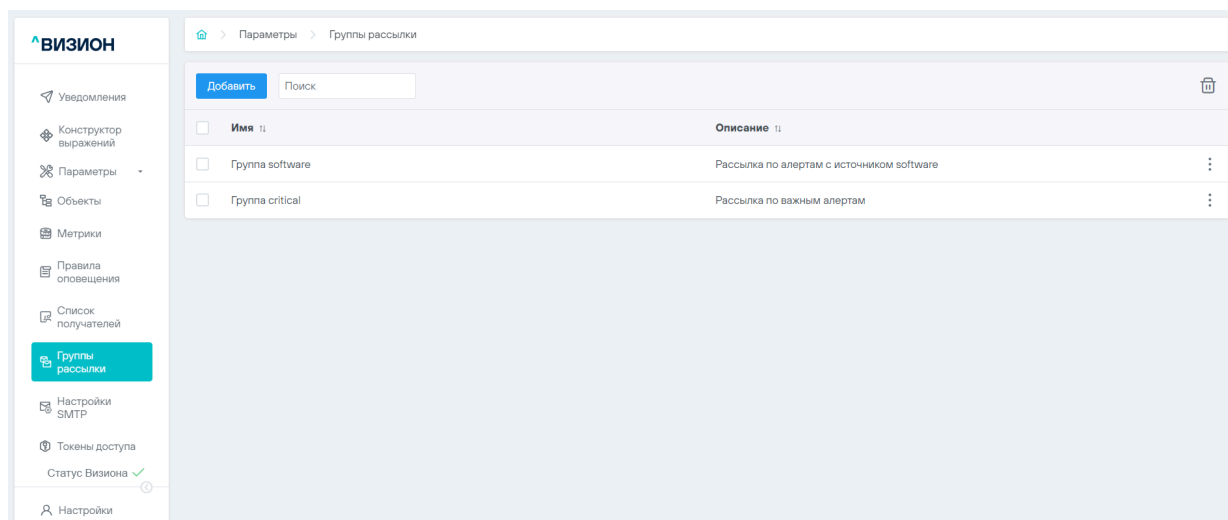 ^ВИЗИОН
Уведомления
Конструктор
выражений
Параметры
Объекты
Метрики
Правила
оповещения
Список
получателей
Группы
рассылки
Настройки
SMTP
Токены доступа
Статус Визиона
Настройки
Параметры > Группы рассылки
Добавить Поиск
Имя Описание
Группа software Рассылка по алертам с источником software
Группа critical Рассылка по важным алертам